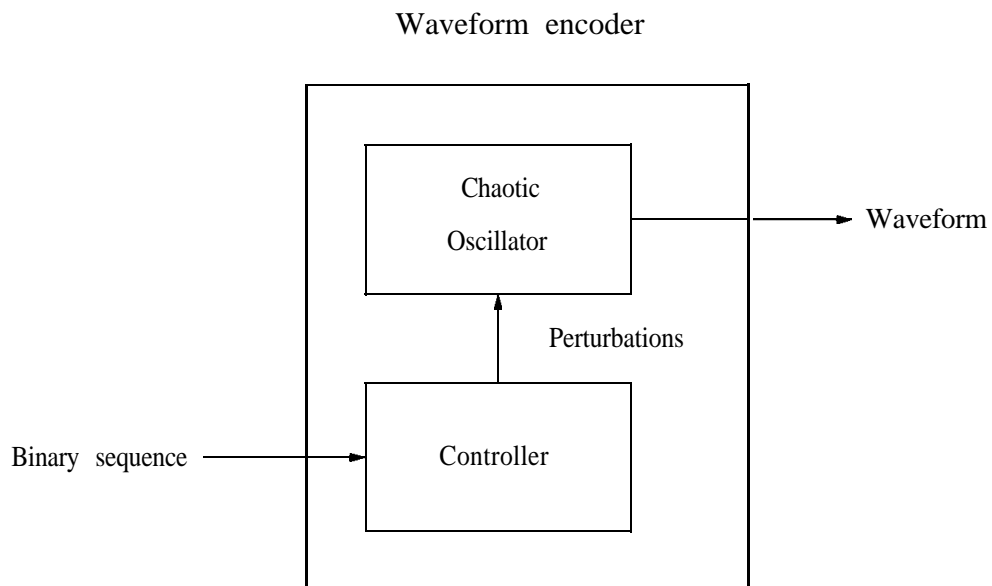 Waveform encoder
Chaotic
Oscillator
Waveform
Perturbations
Binary sequence
Controller